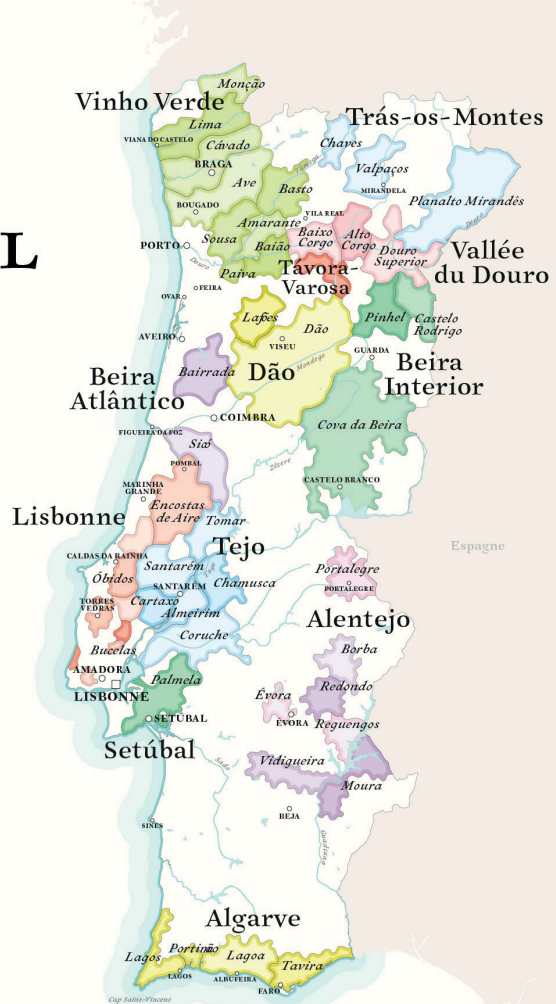 Monção
Vinho Verde
Trás-os-Montes
Lima
VIANA DO CASTELO
Cávado
Chaves
BRAGA
Tâmega
Valpaços
Ave
Basto
MIRANDELA
Planalto Mirandês
BOUGADO
VILA REAL
Amarante
Douro
L
PORTO
Sousa
Baião
Baixo
Corgo
Alto
Corgo
Douro
Superior
Vallée
du Douro
Douro
Paiva
Távora-
Varosa
FEIRA
OVAR
Lafões
Dão
Pinhel
Castelo
Rodrigo
AVEIRO
VISEU
GUARDA
Bairrada
Dão
Mondego
Beira
Interior
Beira
Atlântico
COIMBRA
FIGUEIRA DA FOZ
Cova da Beira
Sicó
POMBAL
Zêzere
MARINHA
GRANDE
CASTELO BRANCO
Encostas
de Aire
Lisbonne
Tomar
Tejo
Espagne
CALDAS DA RAINHA
Santarém
Tage
Portalegre
Óbidos
SANTARÉM
Chamusca
PORTALEGRE
TORRES
VEDRAS
Cartaxo
Almeirim
Alentejo
Coruche
Bucelas
Borba
AMADORA
Palmela
Redondo
LISBONNE
Évora
SETÚBAL
ÉVORA
Reguengos
Setúbal
Sado
Vidigueira
Moura
BEJA
SINES
Guadiana
Algarve
Lagos
Portimão
Lagoa
Tavira
LAGOS
ALBUFEIRA
FARO
Cap Saint-Vincent